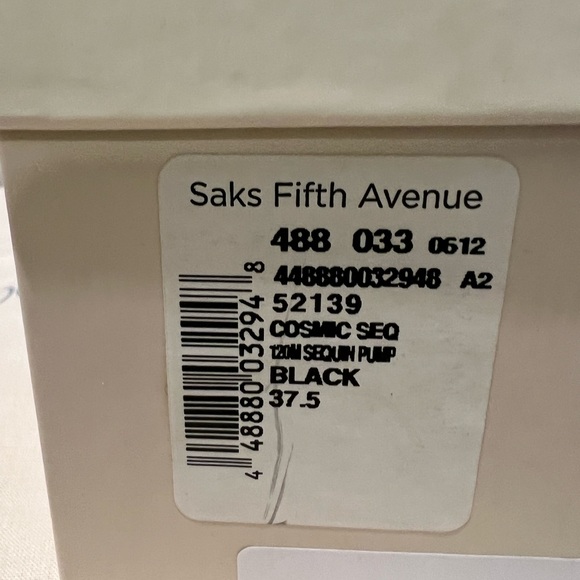 Saks Fifth Avenue
488 033 0612
448880032948 A2
52139
COSMIC SEQ
120M SEQUIN PUMP
BLACK
37.5
4 48880 03294 8